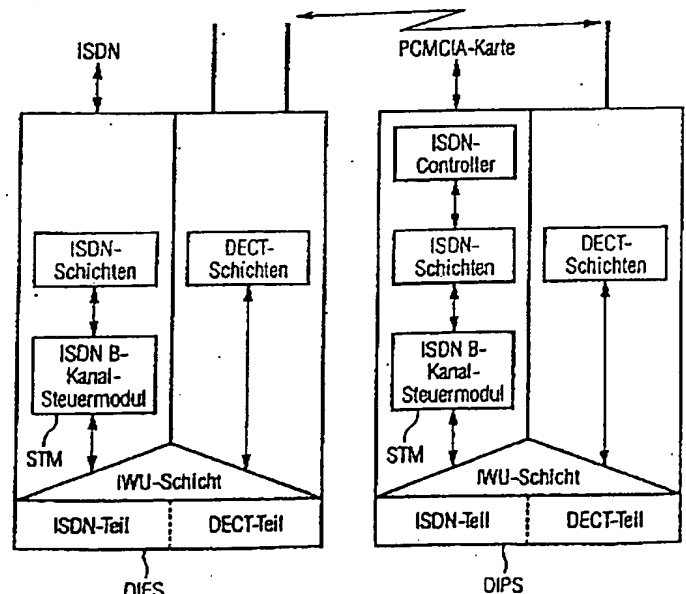 ISDN
ISDN-
Schichten
DECT-
Schichten
ISDN B-
Kanal-
Steuermodul
STM
IWU-Schicht
ISDN-Teil
DECT-Teil
DIFS
PCMCIA-Karte
ISDN-
Controller
ISDN-
Schichten
DECT-
Schichten
ISDN B-
Kanal-
Steuermodul
STM
IWU-Schicht
ISDN-Teil
DECT-Teil
DIPS